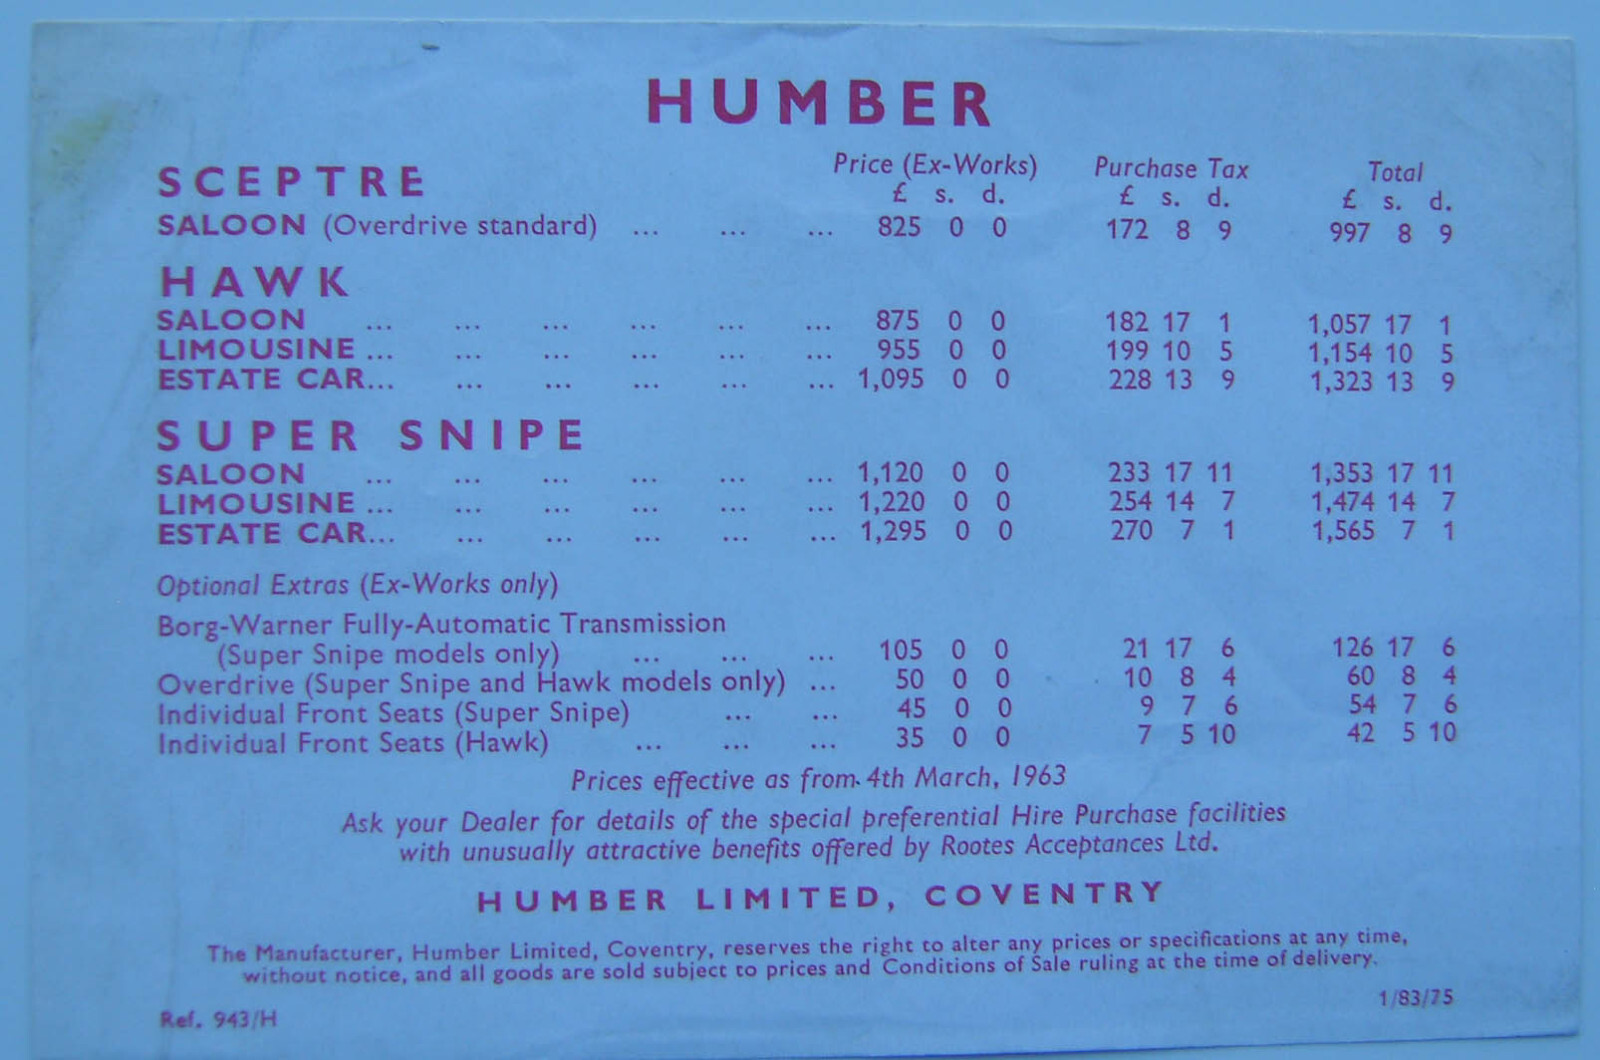 HUMBER
Price (Ex-Works) Purchase Tax Total
SCEPTRE £ s. d. £ s. d. £ s. d.
SALOON (Overdrive standard) ... ... ... 825 0 0 172 8 9 997 8 9
HAWK
SALOON ... ... ... ... ... ... 875 0 0 182 17 1 1,057 17 1
LIMOUSINE ... ... ... ... ... ... 955 0 0 199 10 5 1,154 10 5
ESTATE CAR... ... ... ... ... ... 1,095 0 0 228 13 9 1,323 13 9
SUPER SNIPE
SALOON ... ... ... ... ... ... 1,120 0 0 233 17 11 1,353 17 11
LIMOUSINE ... ... ... ... ... ... 1,220 0 0 254 14 7 1,474 14 7
ESTATE CAR... ... ... ... ... ... 1,295 0 0 270 7 1 1,565 7 1
Optional Extras (Ex-Works only)
Borg-Warner Fully-Automatic Transmission
(Super Snipe models only) ... ... ... 105 0 0 21 17 6 126 17 6
Overdrive (Super Snipe and Hawk models only) ... 50 0 0 10 8 4 60 8 4
Individual Front Seats (Super Snipe) ... ... 45 0 0 9 7 6 54 7 6
Individual Front Seats (Hawk) ... ... ... 35 0 0 7 5 10 42 5 10
Prices effective as from 4th March, 1963
Ask your Dealer for details of the special preferential Hire Purchase facilities
with unusually attractive benefits offered by Rootes Acceptances Ltd.
HUMBER LIMITED, COVENTRY
The Manufacturer, Humber Limited, Coventry, reserves the right to alter any prices or specifications at any time,
without notice, and all goods are sold subject to prices and Conditions of Sale ruling at the time of delivery.
1/83/75
Ref. 943/H